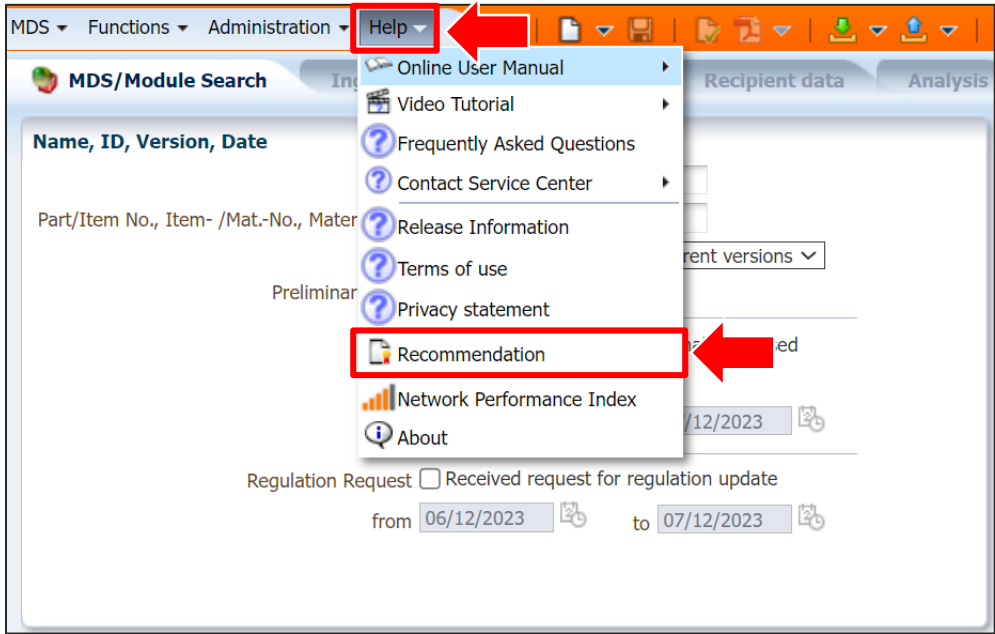 MDS Functions Administration Help
MDS/Module Search Ing Recipient data Analysis
Online User Manual
Video Tutorial
Name, ID, Version, Date
Frequently Asked Questions
Contact Service Center
Part/Item No., Item- /Mat.-No., Mater
Release Information
rent versions
Terms of use
Preliminar
Privacy statement
Recommendation
ed
Network Performance Index
/12/2023
About
Regulation Request Received request for regulation update
from 06/12/2023 to 07/12/2023